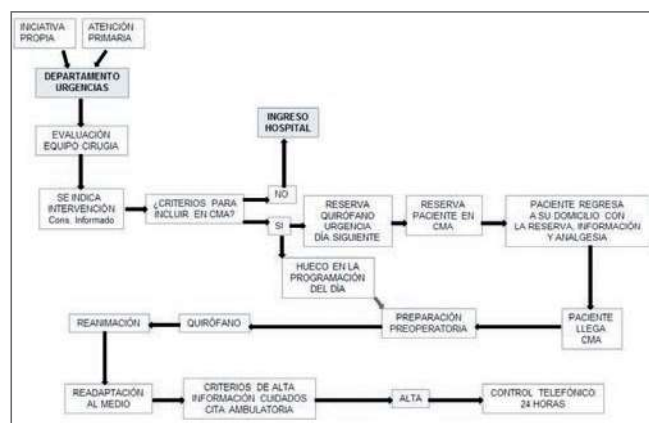 INICIATIVA
PROPIA
ATENCIÓN
PRIMARIA
DEPARTAMENTO
URGENCIAS
EVALUACIÓN
EQUIPO CIRUGIA
SE INDICA
INTERVENCIÓN
Cons. Informado
¿CRITERIOS PARA
INCLUIR EN CMA?
NO
INGRESO
HOSPITAL
SI
RESERVA
QUIRÓFANO
URGENCIA
DÍA SIGUIENTE
RESERVA
PACIENTE EN
CMA
PACIENTE REGRESA
A SU DOMICILIO CON
LA RESERVA, INFORMACIÓN
Y ANALGESIA
HUECO EN LA
PROGRAMACIÓN
DEL DÍA
PACIENTE
LLEGA
CMA
PREPARACIÓN
PREOPERATORIA
QUIRÓFANO
REANIMACIÓN
READAPTACIÓN
AL MEDIO
CRITERIOS DE ALTA
INFORMACIÓN CUIDADOS
CITA AMBULATORIA
ALTA
CONTROL TELEFÓNICO
24 HORAS